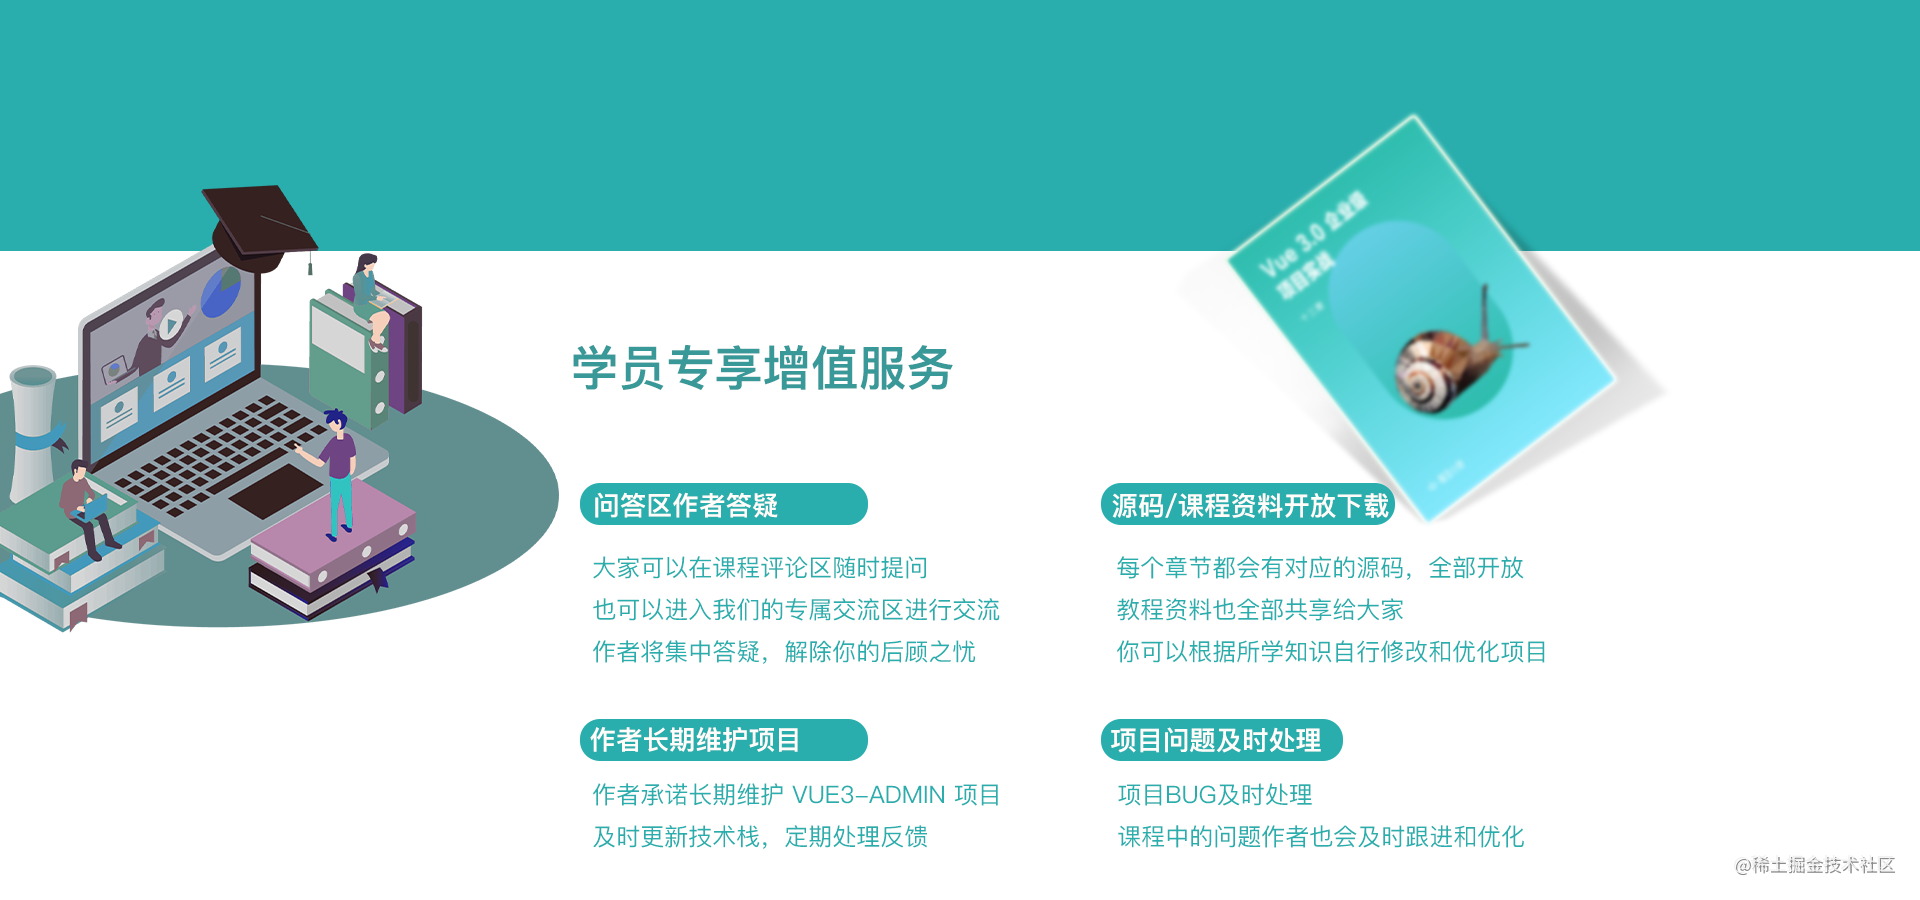 Vue 3.0 企业级
项目实战
学员专享增值服务
问答区作者答疑
大家可以在课程评论区随时提问
也可以进入我们的专属交流区进行交流
作者将集中答疑，解除你的后顾之忧
源码/课程资料开放下载
每个章节都会有对应的源码，全部开放
教程资料也全部共享给大家
你可以根据所学知识自行修改和优化项目
作者长期维护项目
作者承诺长期维护 VUE3-ADMIN 项目
及时更新技术栈，定期处理反馈
项目问题及时处理
项目BUG及时处理
课程中的问题作者也会及时跟进和优化
@稀土掘金技术社区